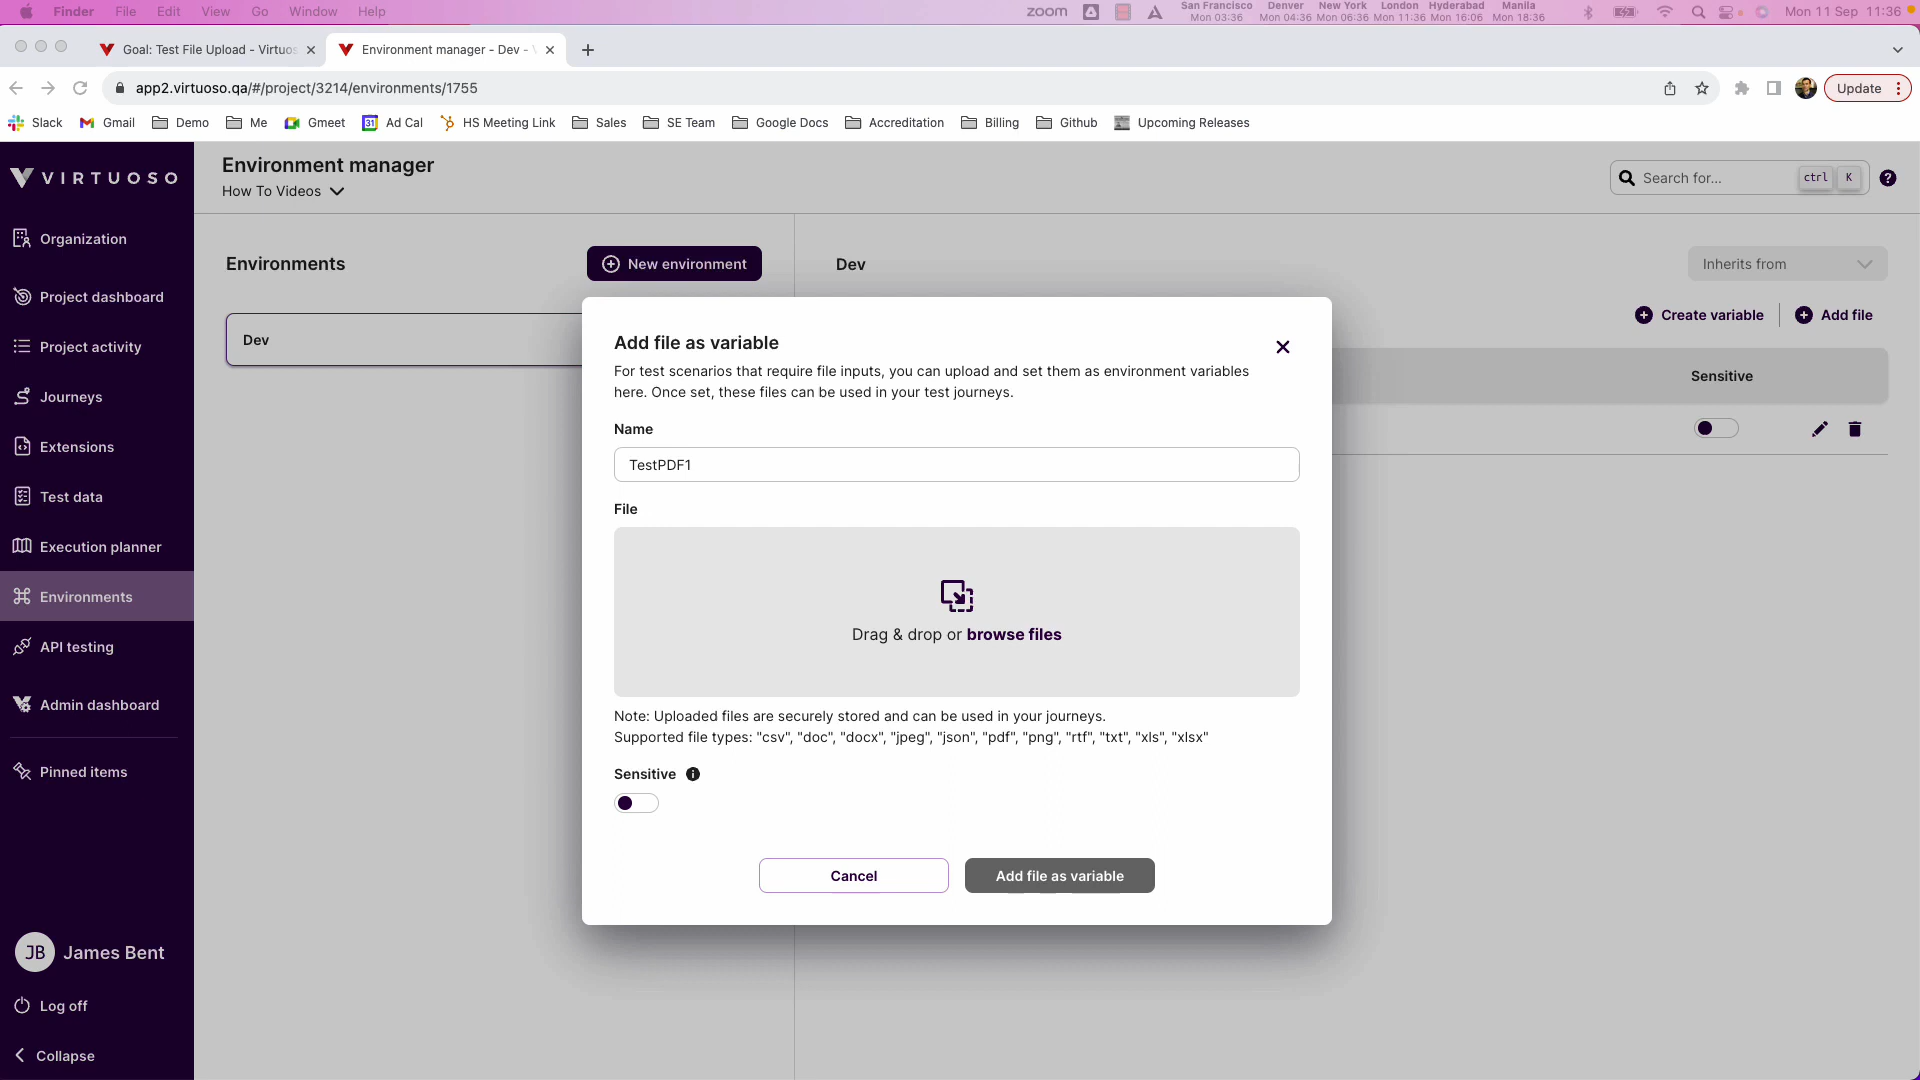 Finder File Edit View Go Window Help
zoom
San Francisco Denver New York London Hyderabad Manila
Mon 03:36 Mon 04:36 Mon 06:36 Mon 11:36 Mon 16:06 Mon 18:36
Mon 11 Sep 11:36
Goal: Test File Upload - Virtuos
Environment manager - Dev -
app2.virtuoso.qa/#/project/3214/environments/1755
Update
Slack Gmail Demo Me Gmeet 31 Ad Cal HS Meeting Link Sales SE Team Google Docs Accreditation Billing Github Upcoming Releases
VIRTUOSO
Organization
Project dashboard
Project activity
Journeys
Extensions
Test data
Execution planner
Environments
API testing
Admin dashboard
Pinned items
JB James Bent
Log off
Collapse
Environment manager
How To Videos
Search for... ctrl K
Environments
New environment
Dev
Dev
Inherits from
Create variable
Add file
Sensitive
Add file as variable
For test scenarios that require file inputs, you can upload and set them as environment variables
here. Once set, these files can be used in your test journeys.
Name
TestPDF1
File
Drag & drop or browse files
Note: Uploaded files are securely stored and can be used in your journeys.
Supported file types: "csv", "doc", "docx", "jpeg", "json", "pdf", "png", "rtf", "txt", "xls", "xlsx"
Sensitive
Cancel
Add file as variable